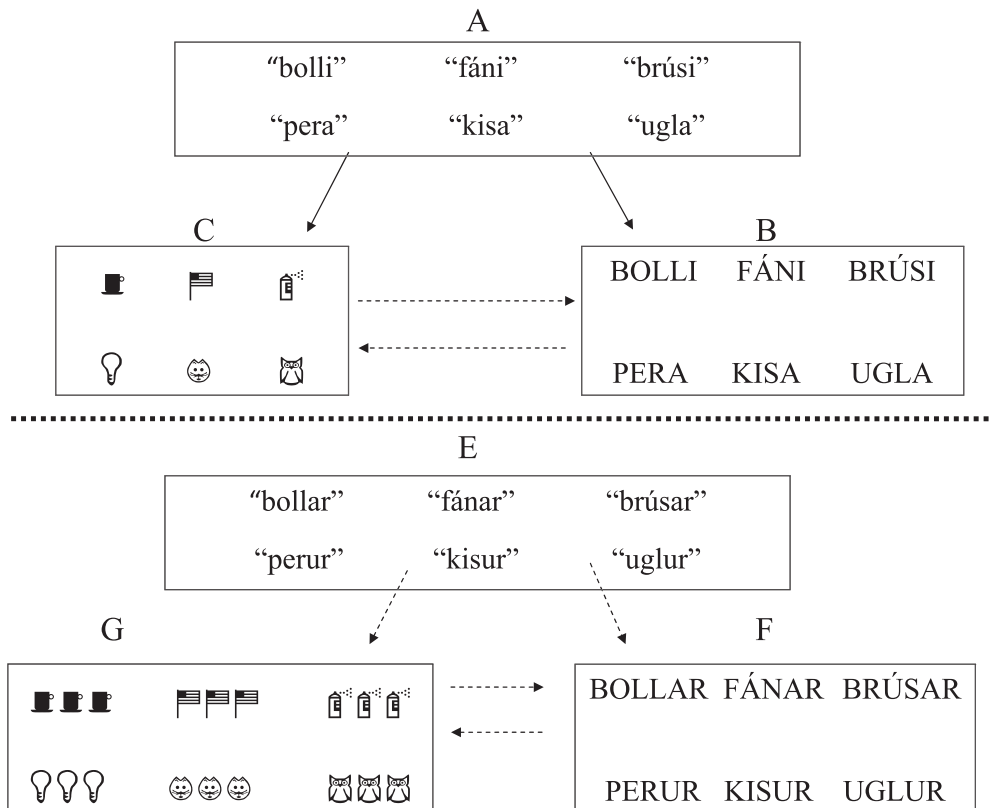 A
“bolli” “fáni” “brúsi”
“pera” “kisa” “ugla”
C B
BOLLI FÁNI BRÚSI
PERA KISA UGLA
E
“bollar” “fánar” “brúsar”
“perur” “kisur” “uglur”
G F
BOLLAR FÁNAR BRÚSAR
PERUR KISUR UGLUR